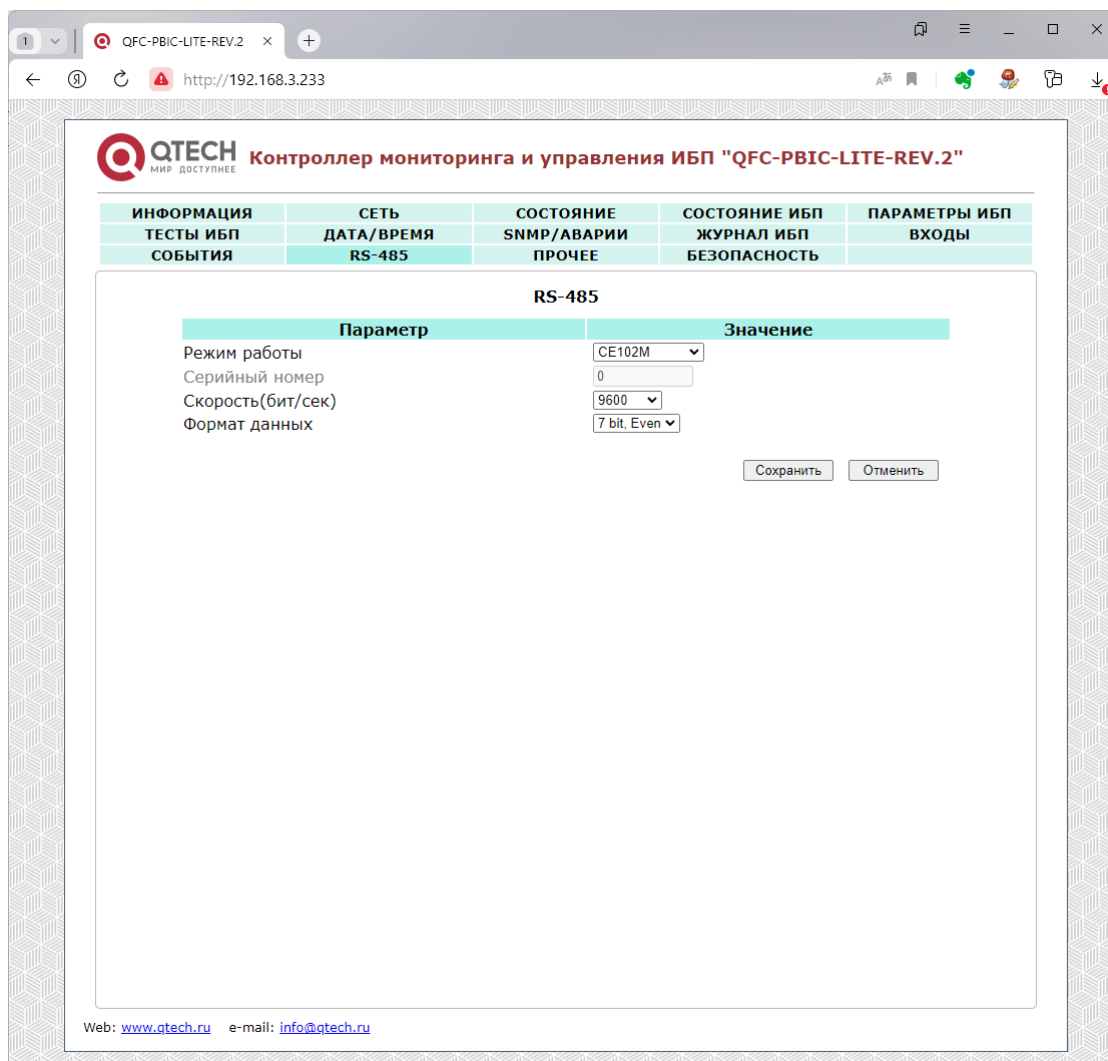 1
QFC-PBIC-LITE-REV.2
http://192.168.3.233
QTECH
МИР ДОСТУПНЕЕ
Контроллер мониторинга и управления ИБП "QFC-PBIC-LITE-REV.2"
ИНФОРМАЦИЯ СЕТЬ СОСТОЯНИЕ СОСТОЯНИЕ ИБП ПАРАМЕТРЫ ИБП
ТЕСТЫ ИБП ДАТА/ВРЕМЯ SNMP/АВАРИИ ЖУРНАЛ ИБП ВХОДЫ
СОБЫТИЯ RS-485 ПРОЧЕЕ БЕЗОПАСНОСТЬ
RS-485
Параметр Значение
Режим работы CE102M
Серийный номер 0
Скорость(бит/сек) 9600
Формат данных 7 bit, Even
Сохранить Отменить
Web: www.qtech.ru e-mail: info@qtech.ru